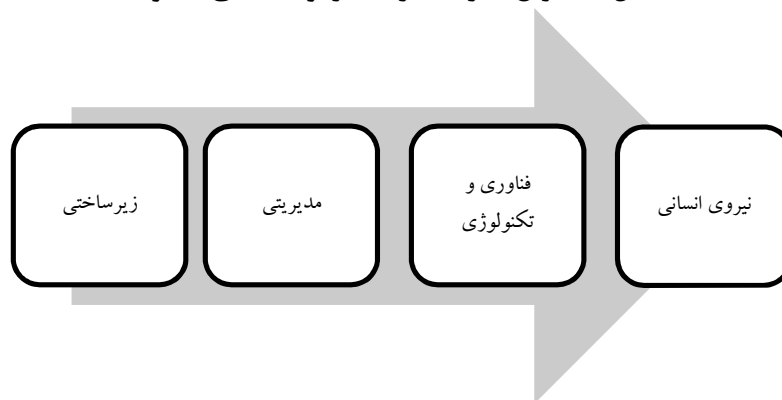 نیروی انسانی
فناوری و
تکنولوژی
مدیریتی
زیرساختی